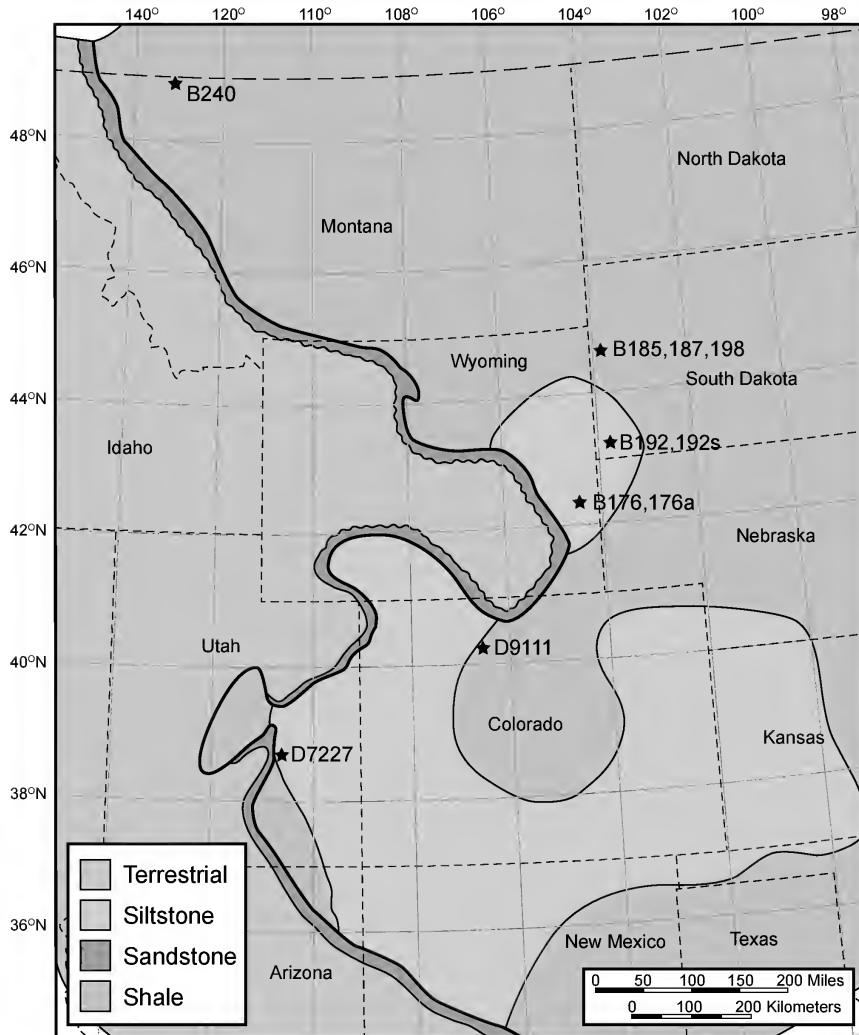 140° 110° 108° 106° 104° 102° 100° 98°
B240
48°N
North Dakota
Montana
46°N
B185,187,198
Wyoming
South Dakota
44°N
B192,192s
Idaho
B176,176a
42°N
Nebraska
Utah
D9111
40°N
Colorado
Kansas
D7227
38°N
Terrestrial
Siltstone
36°N
New Mexico
Texas
Sandstone
Arizona
0 50 100 150 200 Miles
Shale
0 100 200 Kilometers